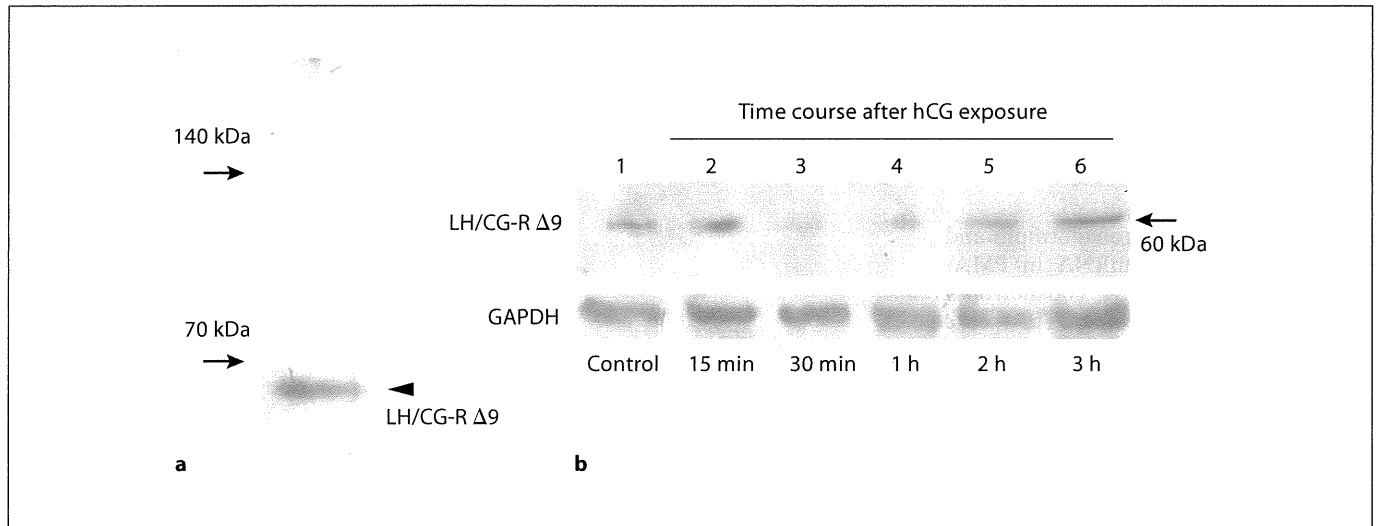 140 kDa
70 kDa
LH/CG-R Δ9
a
Time course after hCG exposure
1 2 3 4 5 6
LH/CG-R Δ9
60 kDa
GAPDH
Control 15 min 30 min 1 h 2 h 3 h
b